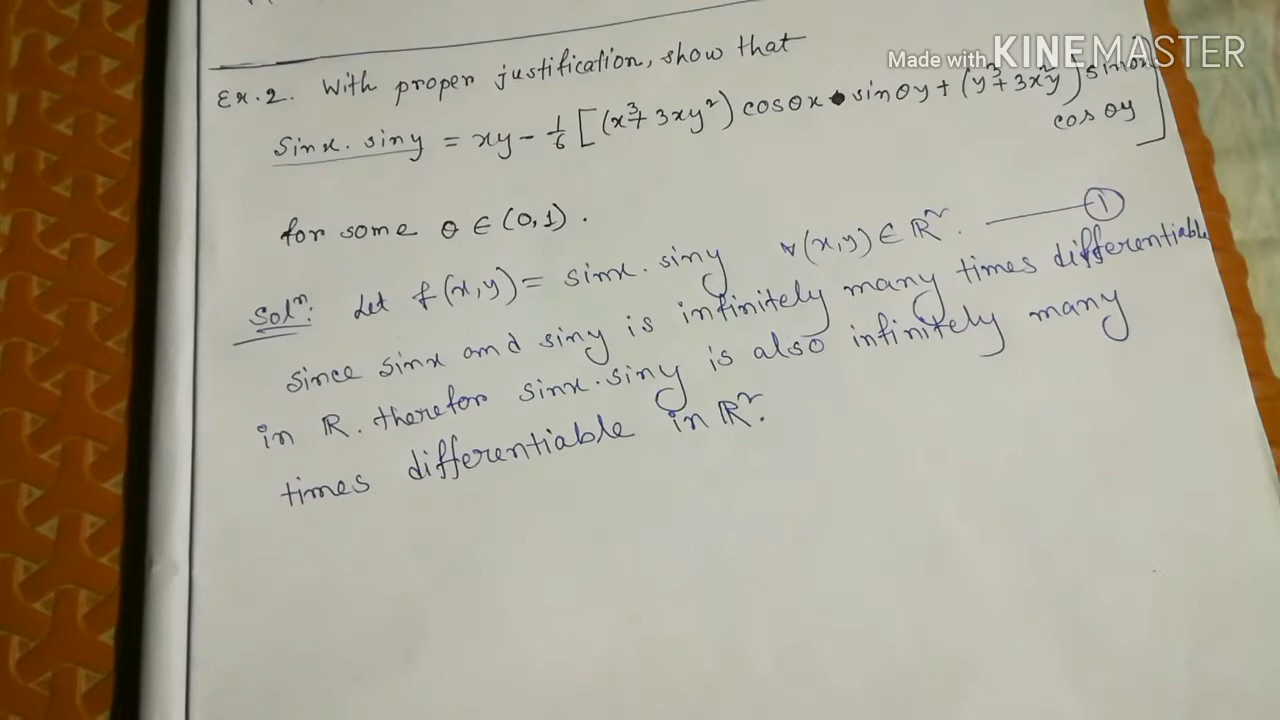 Made with KINEMASTER
Ex. 2. With proper justification, show that
sinx. siny = xy - 1/6 [(x³+ 3xy²) cosθx • sinθy + (y³+ 3x²y) sinθx
cos θy]
for some θ ∈ (0,1).
Solⁿ: Let f(x,y) = sinx. siny ∀(x,y) ∈ ℝ². —— ①
since sinx and siny is infinitely many times differentiable
in ℝ. therefor sinx.siny is also infinitely many
times differentiable in ℝ².